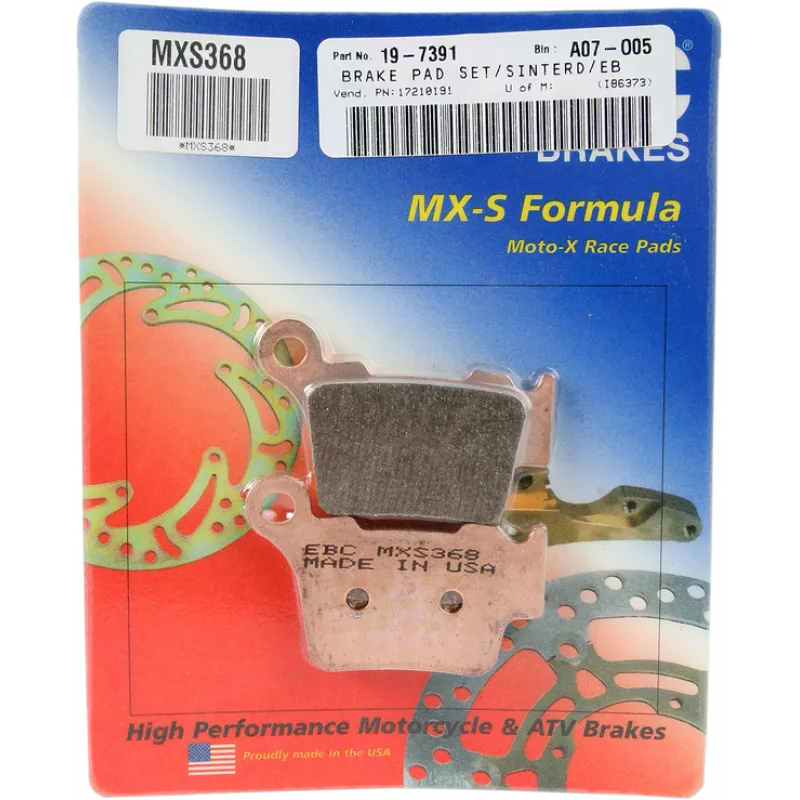 MXS368
*MXS368*
Part No. 19-7391 Bin: A07-005
BRAKE PAD SET/SINTERD/EB
Vend. PN:17210191 U of M: (I86373)
C®
BRAKES
MX-S Formula
Moto-X Race Pads
EBC MXS368
MADE IN USA
High Performance Motorcycle & ATV Brakes
Proudly made in the USA